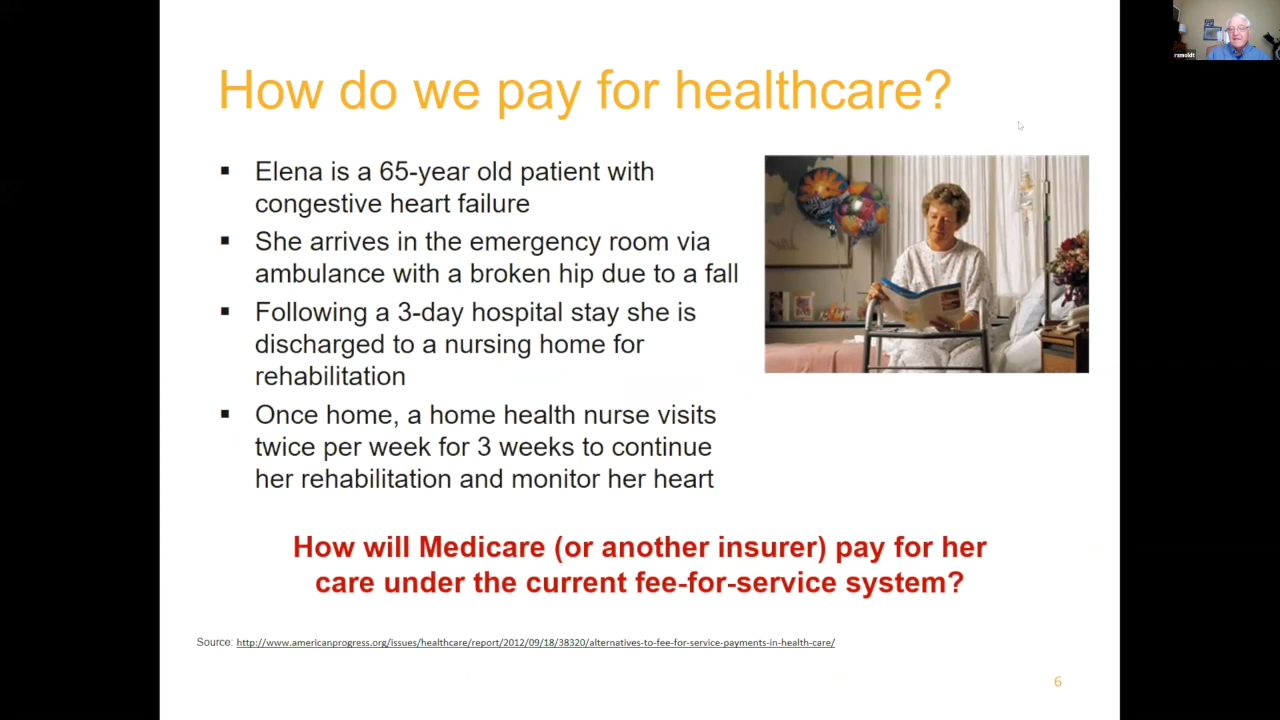 How do we pay for healthcare?
▪ Elena is a 65-year old patient with
congestive heart failure
▪ She arrives in the emergency room via
ambulance with a broken hip due to a fall
▪ Following a 3-day hospital stay she is
discharged to a nursing home for
rehabilitation
▪ Once home, a home health nurse visits
twice per week for 3 weeks to continue
her rehabilitation and monitor her heart
How will Medicare (or another insurer) pay for her
care under the current fee-for-service system?
Source: http://www.americanprogress.org/issues/healthcare/report/2012/09/18/38320/alternatives-to-fee-for-service-payments-in-health-care/
6